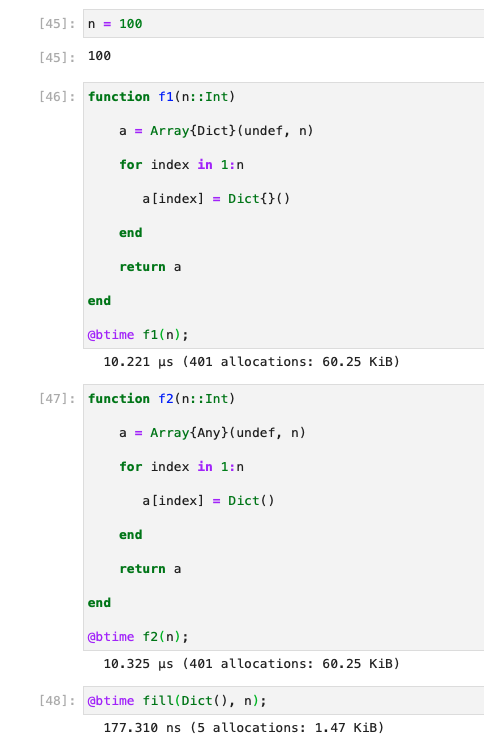 [45]: n = 100
[45]: 100
[46]: function f1(n::Int)
a = Array{Dict}(undef, n)
for index in 1:n
a[index] = Dict{}()
end
return a
end
@btime f1(n);
10.221 μs (401 allocations: 60.25 KiB)
[47]: function f2(n::Int)
a = Array{Any}(undef, n)
for index in 1:n
a[index] = Dict()
end
return a
end
@btime f2(n);
10.325 μs (401 allocations: 60.25 KiB)
[48]: @btime fill(Dict(), n);
177.310 ns (5 allocations: 1.47 KiB)